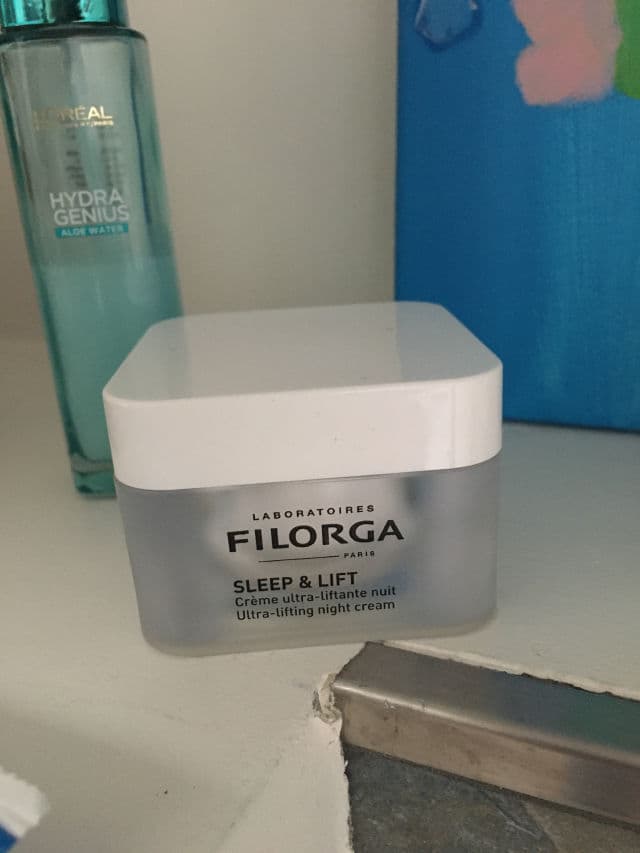 L'ORÉAL
HYDRA
GENIUS
ALOE WATER
LABORATOIRES
FILORGA
PARIS
SLEEP & LIFT
Crème ultra-liftante nuit
Ultra-lifting night cream